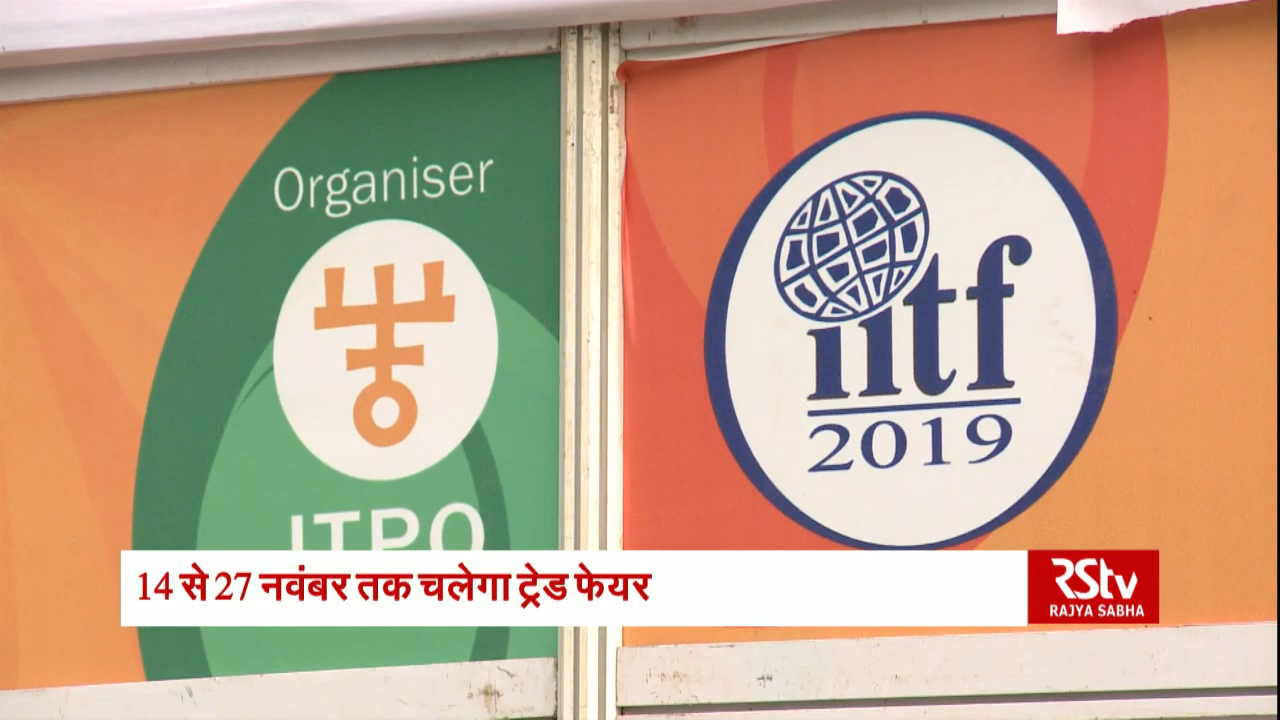 Organiser
ITPO
iitf
2019
14 से 27 नवंबर तक चलेगा ट्रेड फेयर
RStv
RAJYA SABHA